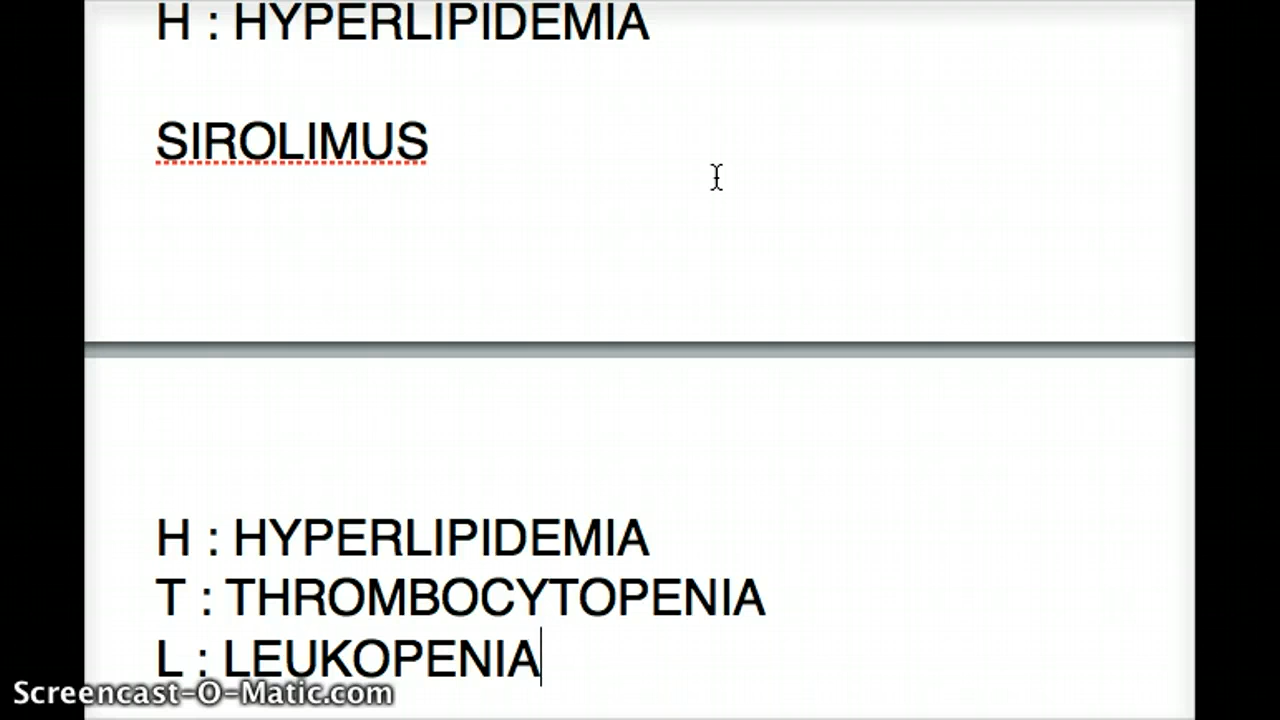 H : HYPERLIPIDEMIA
SIROLIMUS
H : HYPERLIPIDEMIA
T : THROMBOCYTOPENIA
L : LEUKOPENIA
Screencast-O-Matic.com